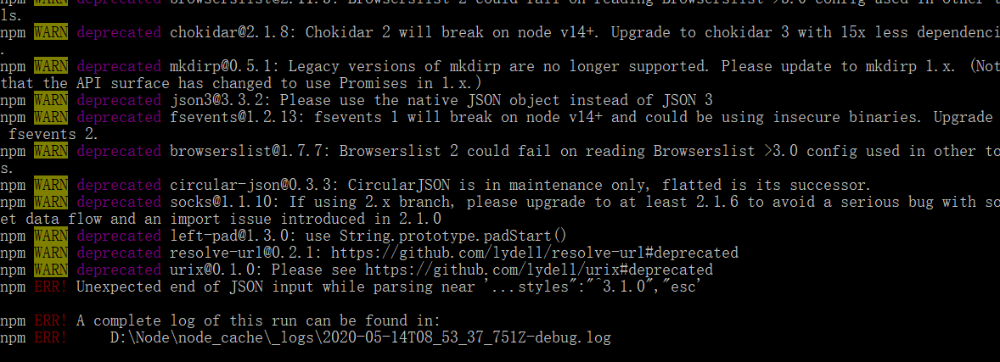 npm WARN deprecated browserslist@2.11.3: Browserslist 2 could fail on reading Browserslist >3.0 config used in other
ls.
npm WARN deprecated chokidar@2.1.8: Chokidar 2 will break on node v14+. Upgrade to chokidar 3 with 15x less dependenci
.
npm WARN deprecated mkdirp@0.5.1: Legacy versions of mkdirp are no longer supported. Please update to mkdirp 1.x. (Not
that the API surface has changed to use Promises in 1.x.)
npm WARN deprecated json3@3.3.2: Please use the native JSON object instead of JSON 3
npm WARN deprecated fsevents@1.2.13: fsevents 1 will break on node v14+ and could be using insecure binaries. Upgrade
fsevents 2.
npm WARN deprecated browserslist@1.7.7: Browserslist 2 could fail on reading Browserslist >3.0 config used in other to
s.
npm WARN deprecated circular-json@0.3.3: CircularJSON is in maintenance only, flatted is its successor.
npm WARN deprecated socks@1.1.10: If using 2.x branch, please upgrade to at least 2.1.6 to avoid a serious bug with so
et data flow and an import issue introduced in 2.1.0
npm WARN deprecated left-pad@1.3.0: use String.prototype.padStart()
npm WARN deprecated resolve-url@0.2.1: https://github.com/lydell/resolve-url#deprecated
npm WARN deprecated urix@0.1.0: Please see https://github.com/lydell/urix#deprecated
npm ERR! Unexpected end of JSON input while parsing near '...styles":"^3.1.0","esc'
npm ERR! A complete log of this run can be found in:
npm ERR!     D:\Node\node_cache\_logs\2020-05-14T08_53_37_751Z-debug.log